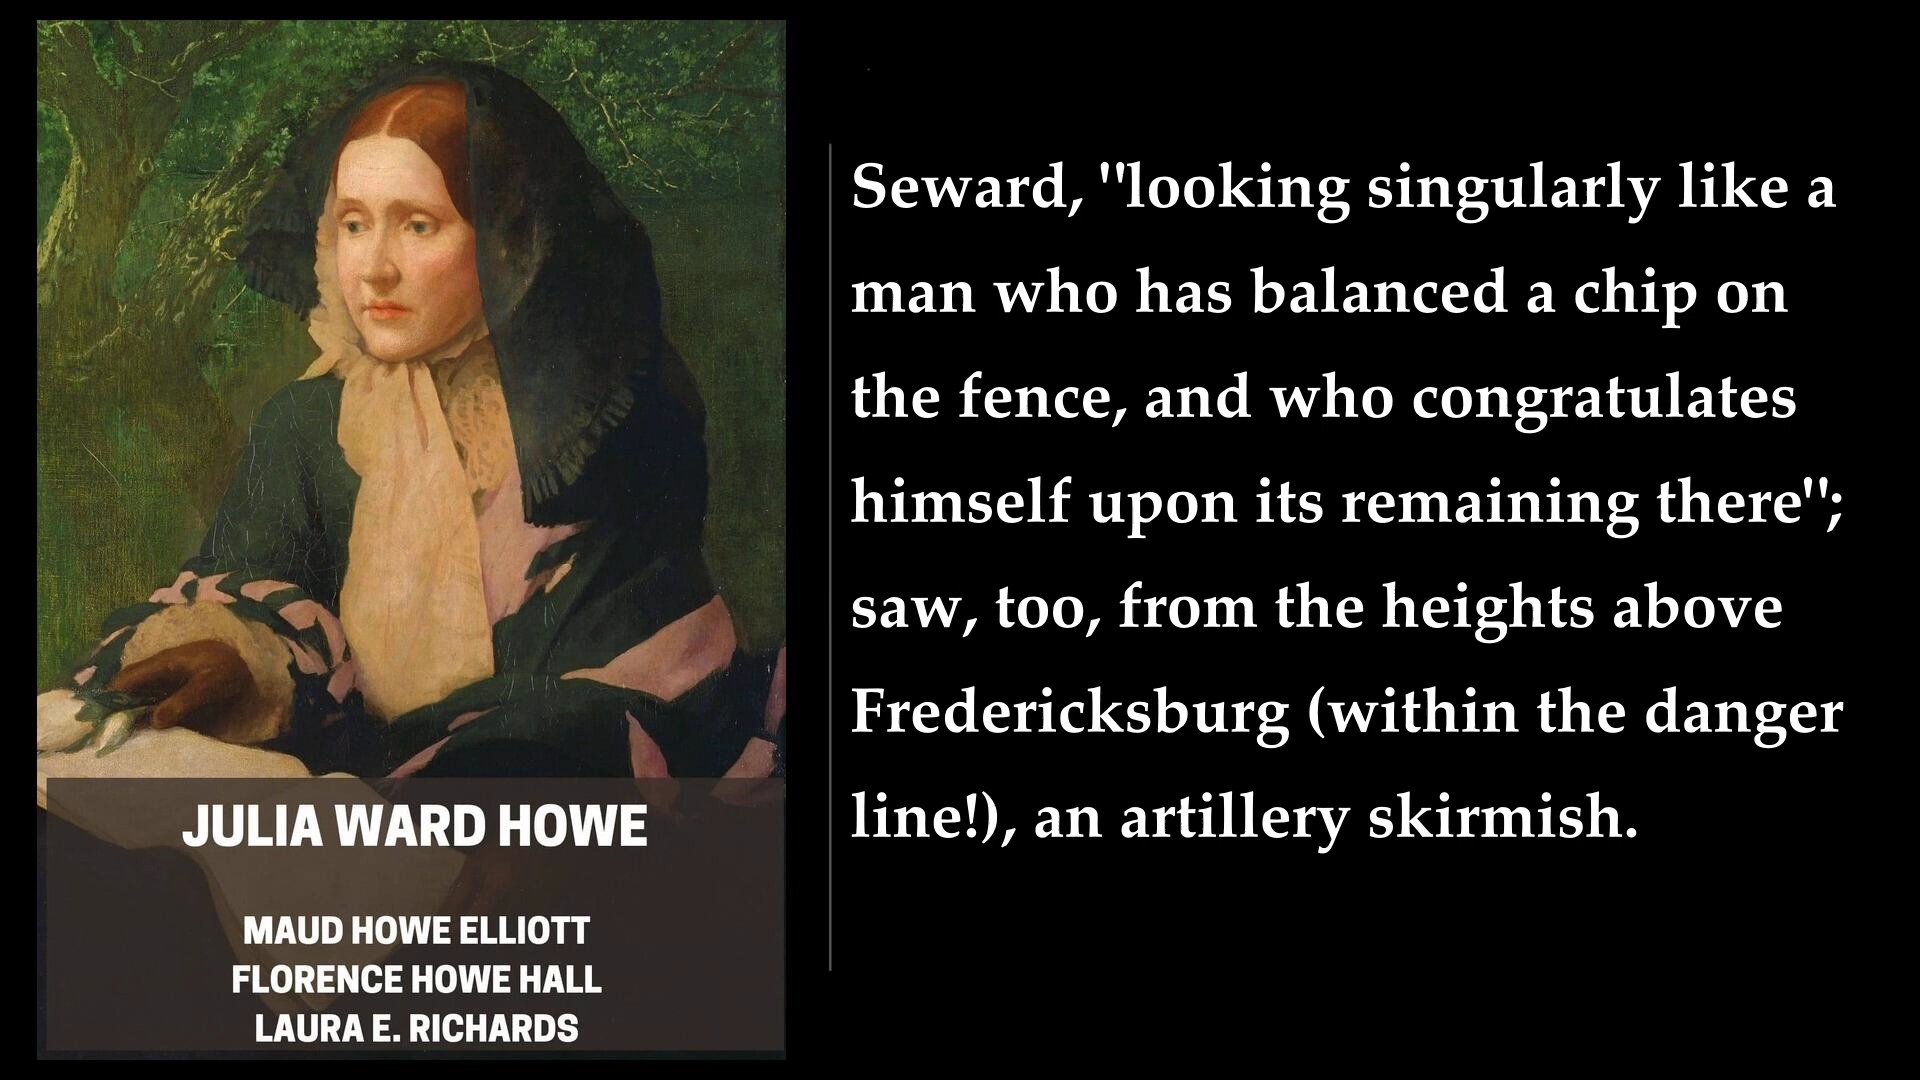 JULIA WARD HOWE
MAUD HOWE ELLIOTT
FLORENCE HOWE HALL
LAURA E. RICHARDS
Seward, "looking singularly like a
man who has balanced a chip on
the fence, and who congratulates
himself upon its remaining there";
saw, too, from the heights above
Fredericksburg (within the danger
line!), an artillery skirmish.